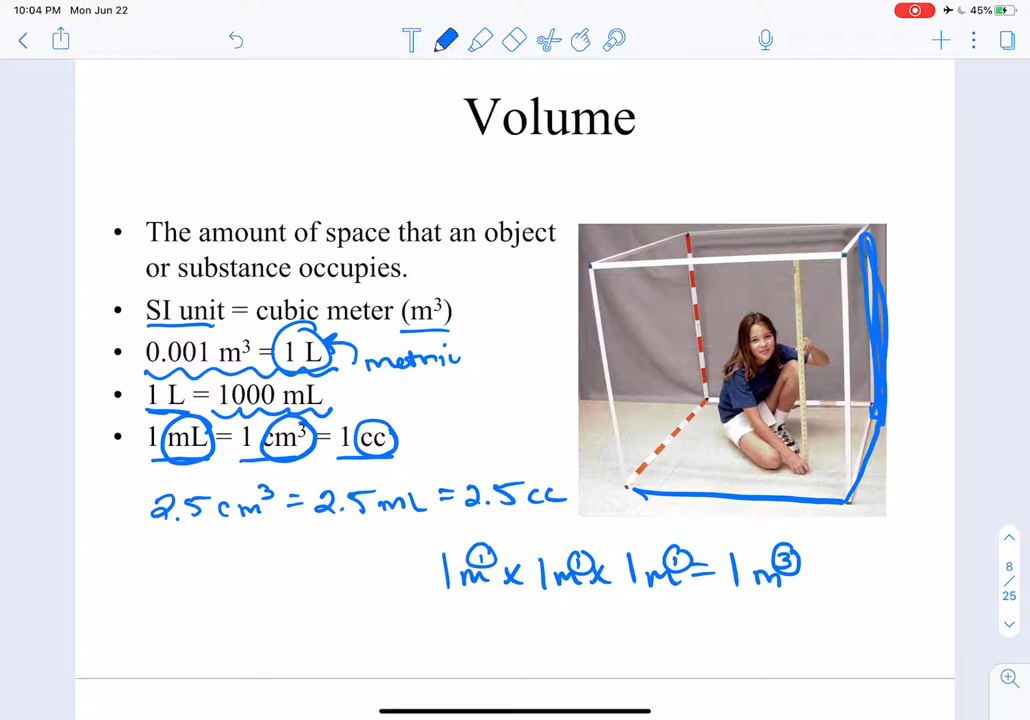 10:04 PM Mon Jun 22
45%
Volume
• The amount of space that an object
or substance occupies.
• SI unit = cubic meter (m³)
• 0.001 m³ = 1 L
metric
• 1 L = 1000 mL
• 1 mL = 1 cm³ = 1 cc
2.5 cm³ = 2.5 mL = 2.5 cc
1 m¹ x 1 m¹ x 1 m¹ = 1 m³
8
/
25